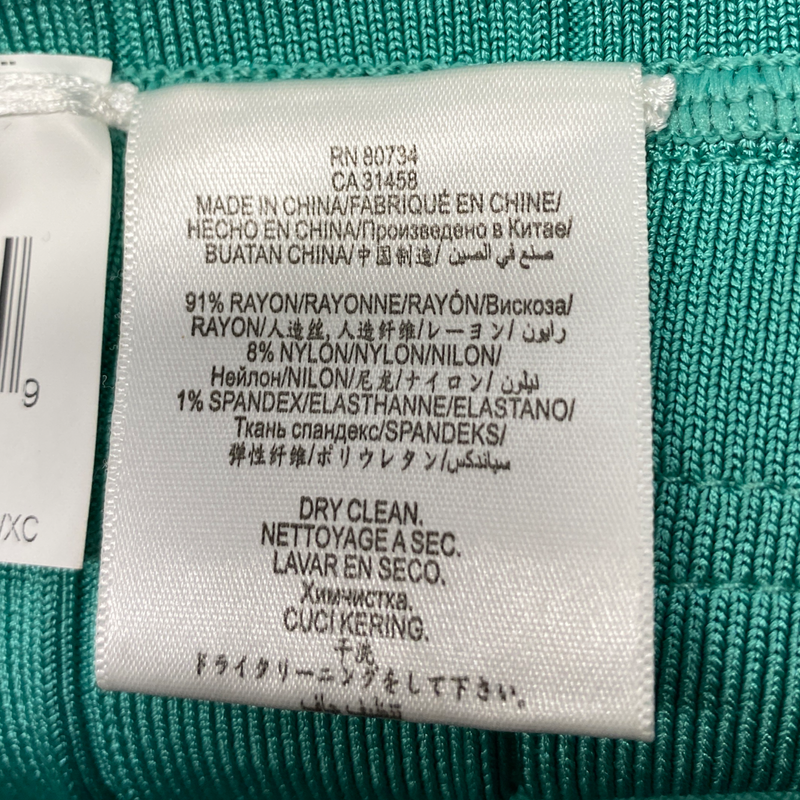 RN 80734
CA 31458
MADE IN CHINA/FABRIQUÉ EN CHINE/
HECHO EN CHINA/Произведено в Китае/
BUATAN CHINA/中国制造/ صنع في الصين
91% RAYON/RAYONNE/RAYÓN/Вискоза/
RAYON/人造丝, 人造纤维/レーヨン/ رايون
8% NYLON/NYLON/NILON/
Нейлон/NILON/尼龙/ナイロン/ نيلون
1% SPANDEX/ELASTHANNE/ELASTANO/
Ткань спандекс/SPANDEKS/
弹性纤维/ポリウレタン/سباندكس
DRY CLEAN.
NETTOYAGE A SEC.
LAVAR EN SECO.
Химчистка.
CUCI KERING.
干洗
ドライクリーニングをして下さい。
تنظيف جاف
9
/XC